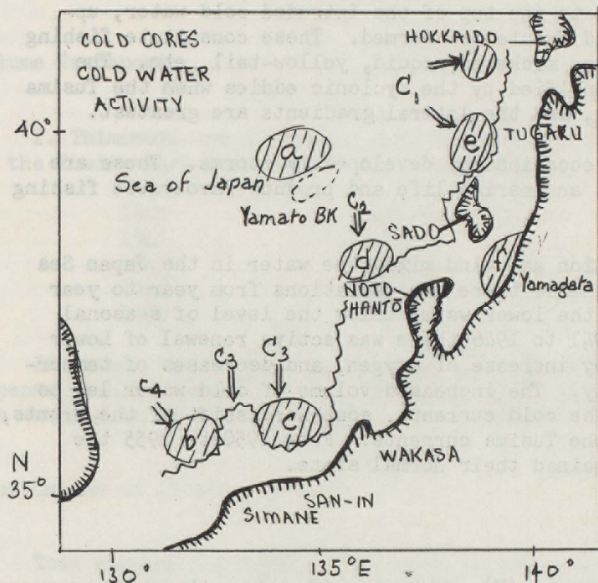 COLD CORES
COLD WATER
ACTIVITY
HOKKAIDO
C1
40°
e
TUGARU
a
Sea of Japan
Yamato BK
C2
SADO
d
f
NOTO-
SHANTO
Yamagata
C3
C'3
C4
b
C
WAKASA
N
35°
SAN-IN
SIMANE
130°
135°E
140°